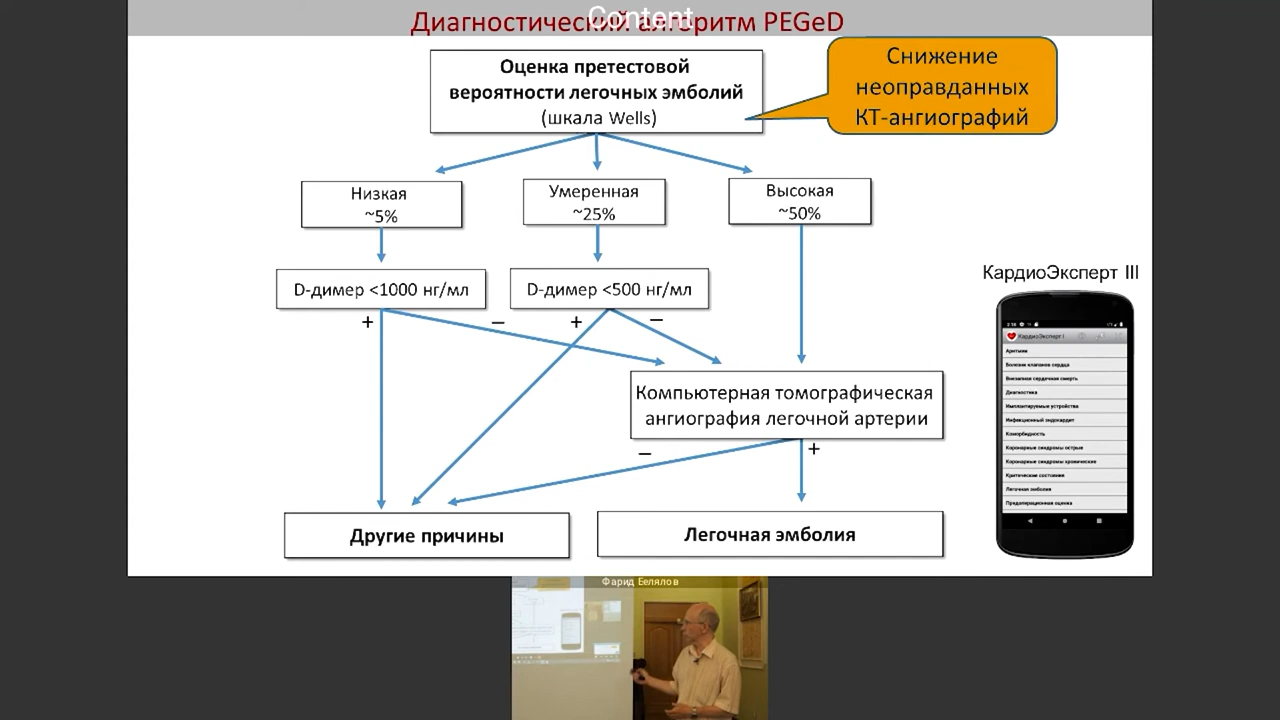 Content
Диагностический алгоритм PEGeD
Оценка претестовой
вероятности легочных эмболий
(шкала Wells)
Снижение
неоправданных
КТ-ангиографий
Низкая
~5%
Умеренная
~25%
Высокая
~50%
D-димер <1000 нг/мл
D-димер <500 нг/мл
+
–
+
–
Компьютерная томографическая
ангиография легочной артерии
–
+
Другие причины
Легочная эмболия
КардиоЭксперт III
КардиоЭксперт I
Аритмии
Болезни клапанов сердца
Внезапная сердечная смерть
Диагностика
Имплантируемые устройства
Инфекционный эндокардит
Коморбидность
Коронарные синдромы острые
Коронарные синдромы хронические
Критические состояния
Легочная эмболия
Предоперационная оценка
Фарид Белялов